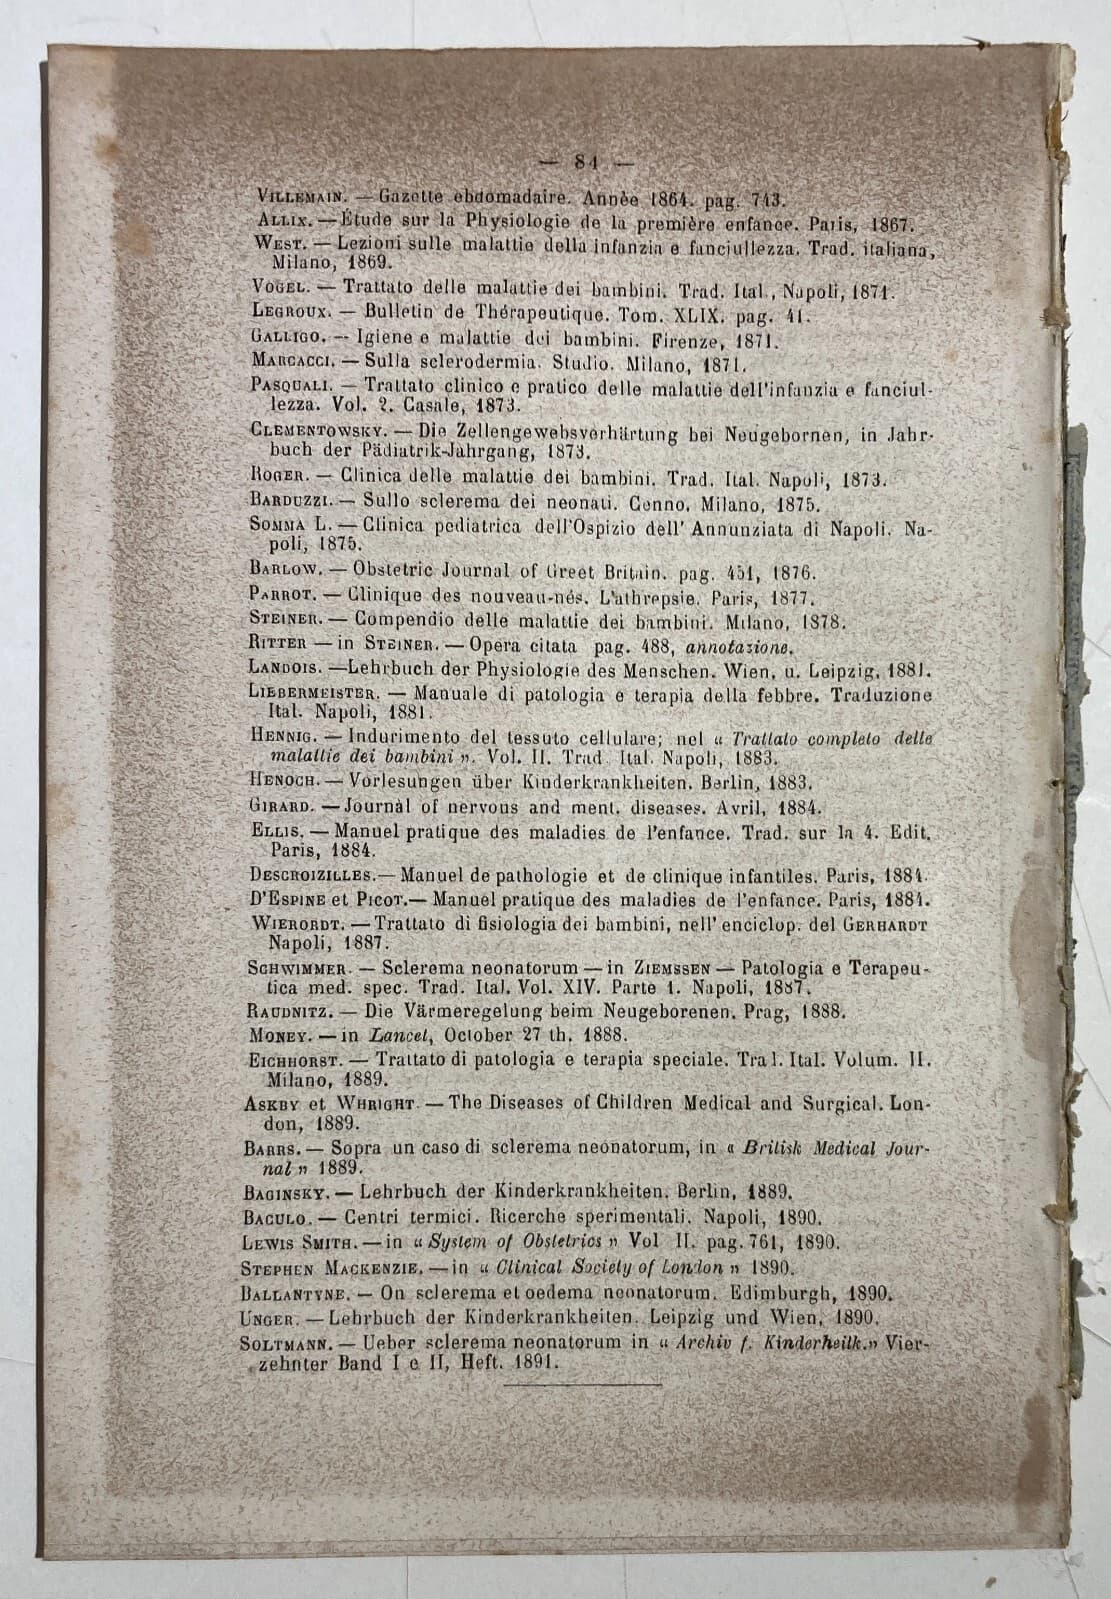 — 84 —
VILLEMAIN. — Gazette ebdomadaire. Annèe 1864. pag. 743.
ALLIX. — Étude sur la Physiologie de la première enfance. Paris, 1867.
WEST. — Lezioni sulle malattie della infanzia e fanciullezza. Trad. italiana,
Milano, 1869.
VOGEL. — Trattato delle malattie dei bambini. Trad. Ital., Napoli, 1871.
LEGROUX. — Bulletin de Thérapeutique. Tom. XLIX. pag. 41.
GALLIGO. — Igiene e malattie dei bambini. Firenze, 1871.
MARCACCI. — Sulla sclerodermia. Studio. Milano, 1871.
PASQUALI. — Trattato clinico e pratico delle malattie dell'infanzia e fanciul-
lezza. Vol. 2. Casale, 1873.
CLEMENTOWSKY. — Die Zellengewebsverhärtung bei Neugebornen, in Jahr-
buch der Pädiatrik-Jahrgang, 1873.
ROGER. — Clinica delle malattie dei bambini. Trad. Ital. Napoli, 1873.
BARDUZZI. — Sullo sclerema dei neonati. Cenno. Milano, 1875.
SOMMA L. — Clinica pediatrica dell'Ospizio dell' Annunziata di Napoli. Na-
poli, 1875.
BARLOW. — Obstetric Journal of Greet Britain. pag. 451, 1876.
PARROT. — Clinique des nouveau-nés. L'athrepsie. Paris, 1877.
STEINER. — Compendio delle malattie dei bambini. Milano, 1878.
RITTER — in STEINER. — Opera citata pag. 488, annotazione.
LANDOIS. — Lehrbuch der Physiologie des Menschen. Wien. u. Leipzig, 1881.
LIEBERMEISTER. — Manuale di patologia e terapia della febbre. Traduzione
Ital. Napoli, 1881.
HENNIG. — Indurimento del tessuto cellulare; nel « Trattato completo delle
malattie dei bambini ». Vol. II. Trad. Ital. Napoli, 1883.
HENOCH. — Vorlesungen über Kinderkrankheiten. Berlin, 1883.
GIRARD. — Journàl of nervous and ment. diseases. Avril, 1884.
ELLIS. — Manuel pratique des maladies de l'enfance. Trad. sur la 4. Edit.
Paris, 1884.
DESCROIZILLES. — Manuel de pathologie et de clinique infantiles. Paris, 1884.
D'ESPINE et PICOT. — Manuel pratique des maladies de l'enfance. Paris, 1884.
WIERORDT. — Trattato di fisiologia dei bambini, nell' enciclop. del GERHARDT
Napoli, 1887.
SCHWIMMER. — Sclerema neonatorum — in ZIEMSSEN — Patologia e Terapeu-
tica med. spec. Trad. Ital. Vol. XIV. Parte 1. Napoli, 1887.
RAUDNITZ. — Die Värmeregelung beim Neugeborenen. Prag, 1888.
MONEY. — in Lancet, October 27 th. 1888.
EICHHORST. — Trattato di patologia e terapia speciale. Trad. Ital. Volum. II.
Milano, 1889.
ASKBY et WHRIGHT. — The Diseases of Children Medical and Surgical. Lon-
don, 1889.
BARRS. — Sopra un caso di sclerema neonatorum, in « Britisk Medical Jour-
nal » 1889.
BAGINSKY. — Lehrbuch der Kinderkrankheiten. Berlin, 1889.
BACULO. — Centri termici. Ricerche sperimentali. Napoli, 1890.
LEWIS SMITH. — in « System of Obstetrics » Vol II. pag. 761, 1890.
STEPHEN MACKENZIE. — in « Clinical Society of London » 1890.
BALLANTYNE. — On sclerema et oedema neonatorum. Edimburgh, 1890.
UNGER. — Lehrbuch der Kinderkrankheiten. Leipzig und Wien, 1890.
SOLTMANN. — Ueber sclerema neonatorum in « Archiv f. Kinderheilk.» Vier-
zehnter Band I e II, Heft. 1891.